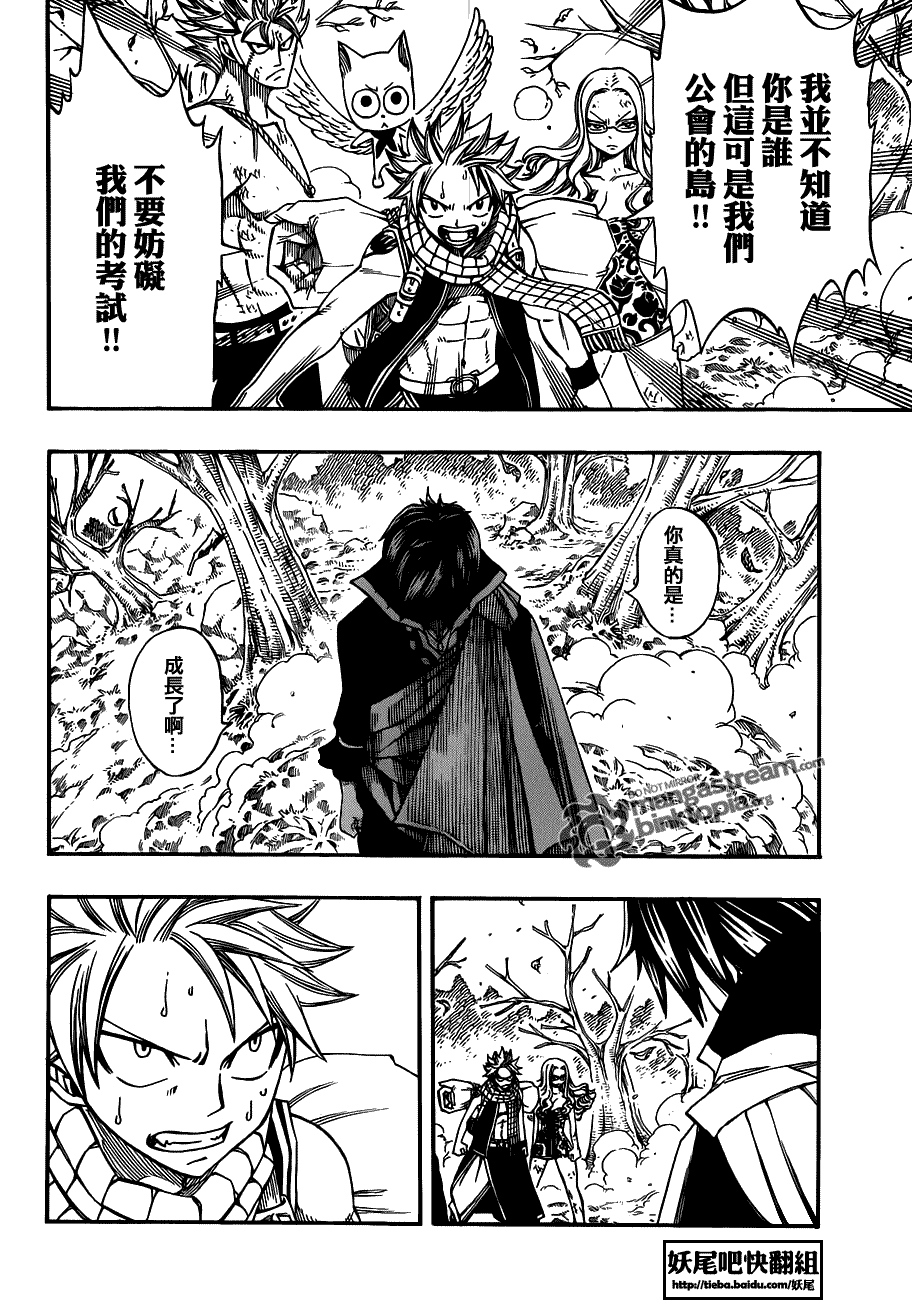 我並不知道
你是誰
但這可是我們
公會的島!!
不要妨礙
我們的考試!!
你真的是…
成長了啊…
DO NOT MIRROR
mangastream.com
binktopia.org
妖尾吧快翻組
http://tieba.baidu.com/妖尾